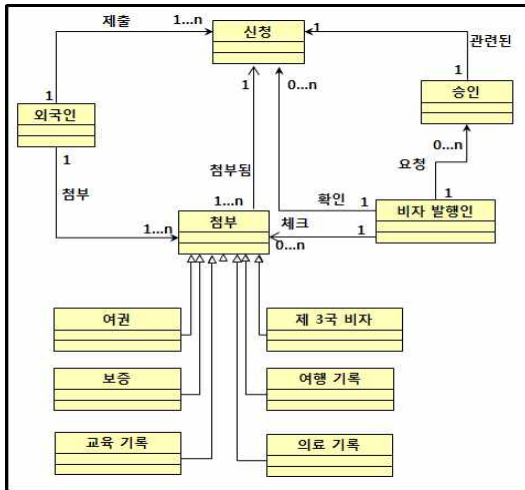 제출
1...n
신청
1
관련된
1
0...n
1
1
외국인
승인
1
0...n
첨부
첨부됨
요청
1...n
확인
1
1
비자 발행인
1...n
첨부
체크
0...n
1
여권
제 3국 비자
보증
여행 기록
교육 기록
의료 기록